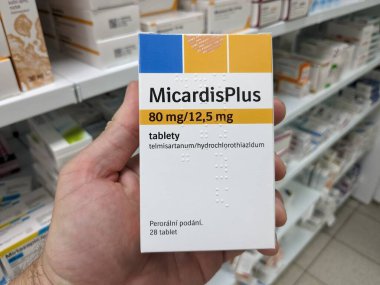 MicardisPlus
80 mg/12,5 mg
tablety
telmisartanum/hydrochlorothiazidum
Perorální podání.
28 tablet